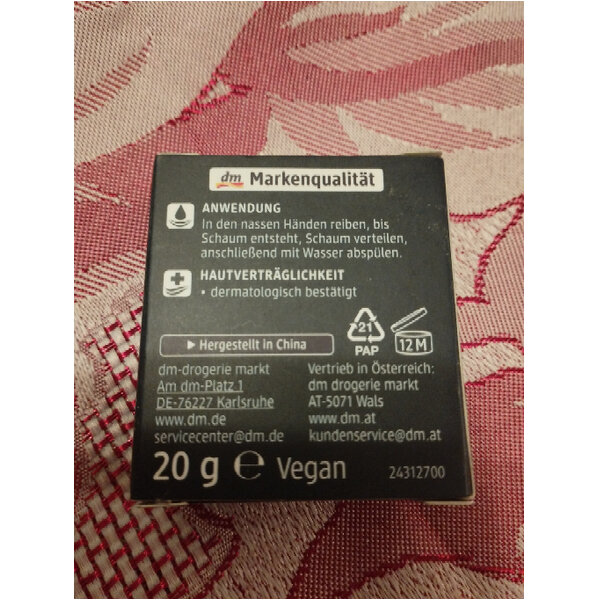 dm Markenqualität
ANWENDUNG
In den nassen Händen reiben, bis
Schaum entsteht, Schaum verteilen,
anschließend mit Wasser abspülen.
HAUTVERTRÄGLICHKEIT
• dermatologisch bestätigt
▶ Hergestellt in China
21
PAP
12 M
dm-drogerie markt
Am dm-Platz 1
DE-76227 Karlsruhe
www.dm.de
servicecenter@dm.de
Vertrieb in Österreich:
dm drogerie markt
AT-5071 Wals
www.dm.at
kundenservice@dm.at
20 g ℮ Vegan
24312700